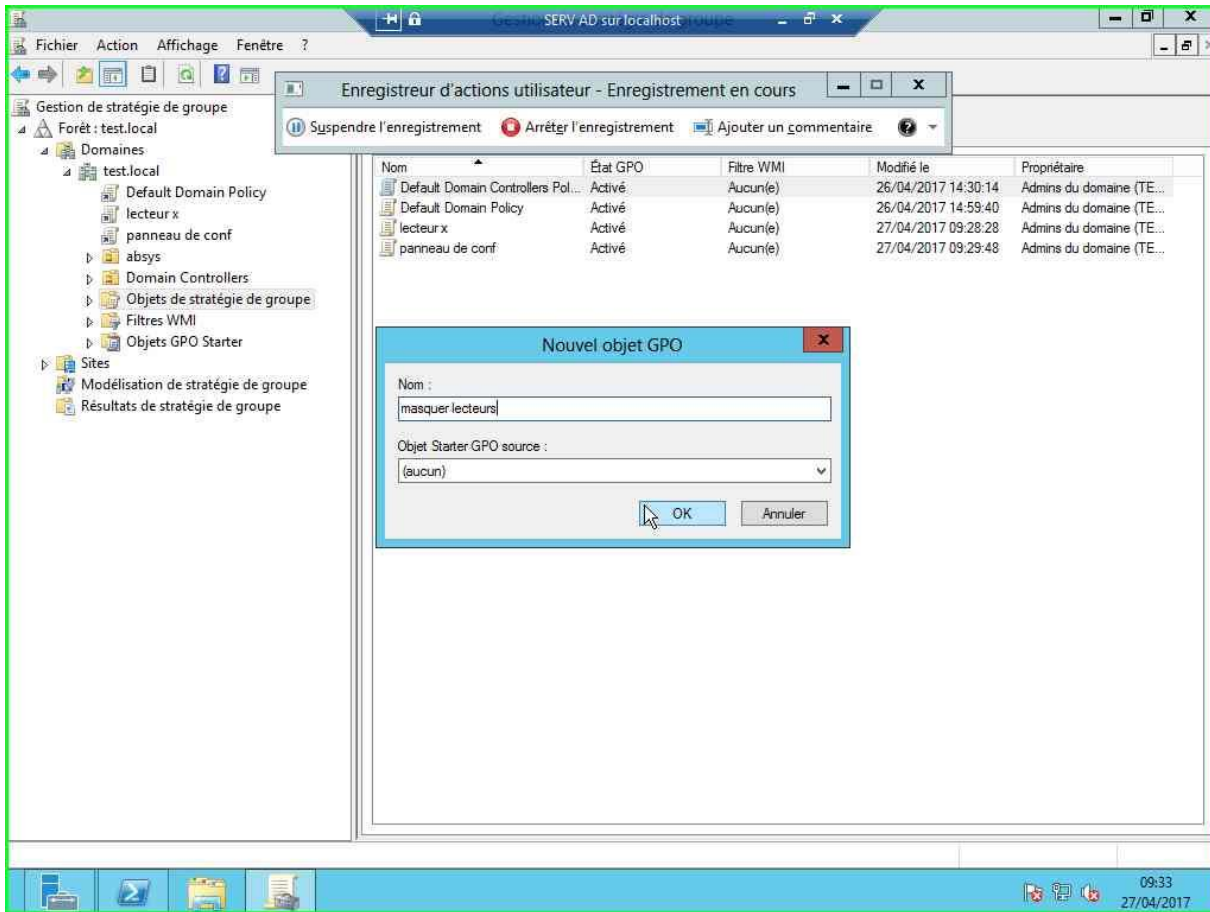 SERV AD sur localhost
Fichier Action Affichage Fenêtre ?
Enregistreur d'actions utilisateur - Enregistrement en cours
Suspendre l'enregistrement Arrêter l'enregistrement Ajouter un commentaire
Gestion de stratégie de groupe
Forêt : test.local
Domaines
test.local
Default Domain Policy
lecteur x
panneau de conf
absys
Domain Controllers
Objets de stratégie de groupe
Filtres WMI
Objets GPO Starter
Sites
Modélisation de stratégie de groupe
Résultats de stratégie de groupe
Nom État GPO Filtre WMI Modifié le Propriétaire
Default Domain Controllers Pol... Activé Aucun(e) 26/04/2017 14:30:14 Admins du domaine (TE...
Default Domain Policy Activé Aucun(e) 26/04/2017 14:59:40 Admins du domaine (TE...
lecteur x Activé Aucun(e) 27/04/2017 09:28:28 Admins du domaine (TE...
panneau de conf Activé Aucun(e) 27/04/2017 09:29:48 Admins du domaine (TE...
Nouvel objet GPO
Nom :
masquer lecteurs
Objet Starter GPO source :
(aucun)
OK Annuler
09:33
27/04/2017